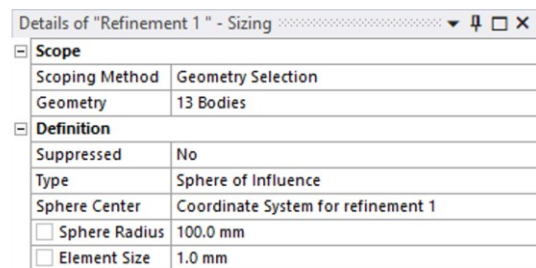 Details of "Refinement 1 " - Sizing
Scope
Scoping Method Geometry Selection
Geometry 13 Bodies
Definition
Suppressed No
Type Sphere of Influence
Sphere Center Coordinate System for refinement 1
Sphere Radius 100.0 mm
Element Size 1.0 mm